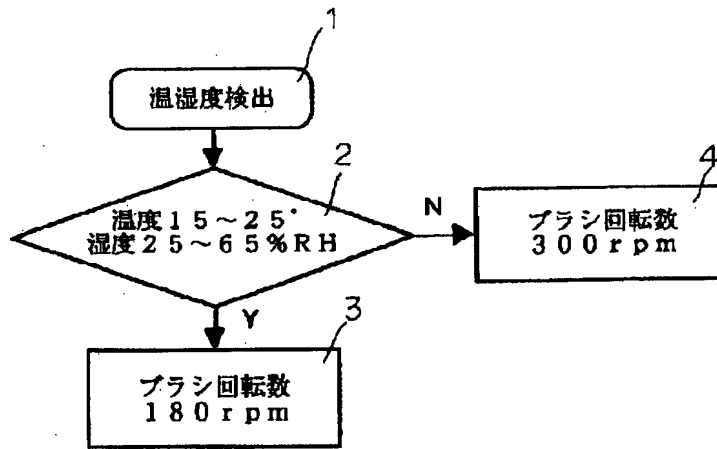 1
温湿度検出
2
温度15~25°
湿度25~65%RH
N
4
ブラシ回転数
300rpm
Y
3
ブラシ回転数
180rpm